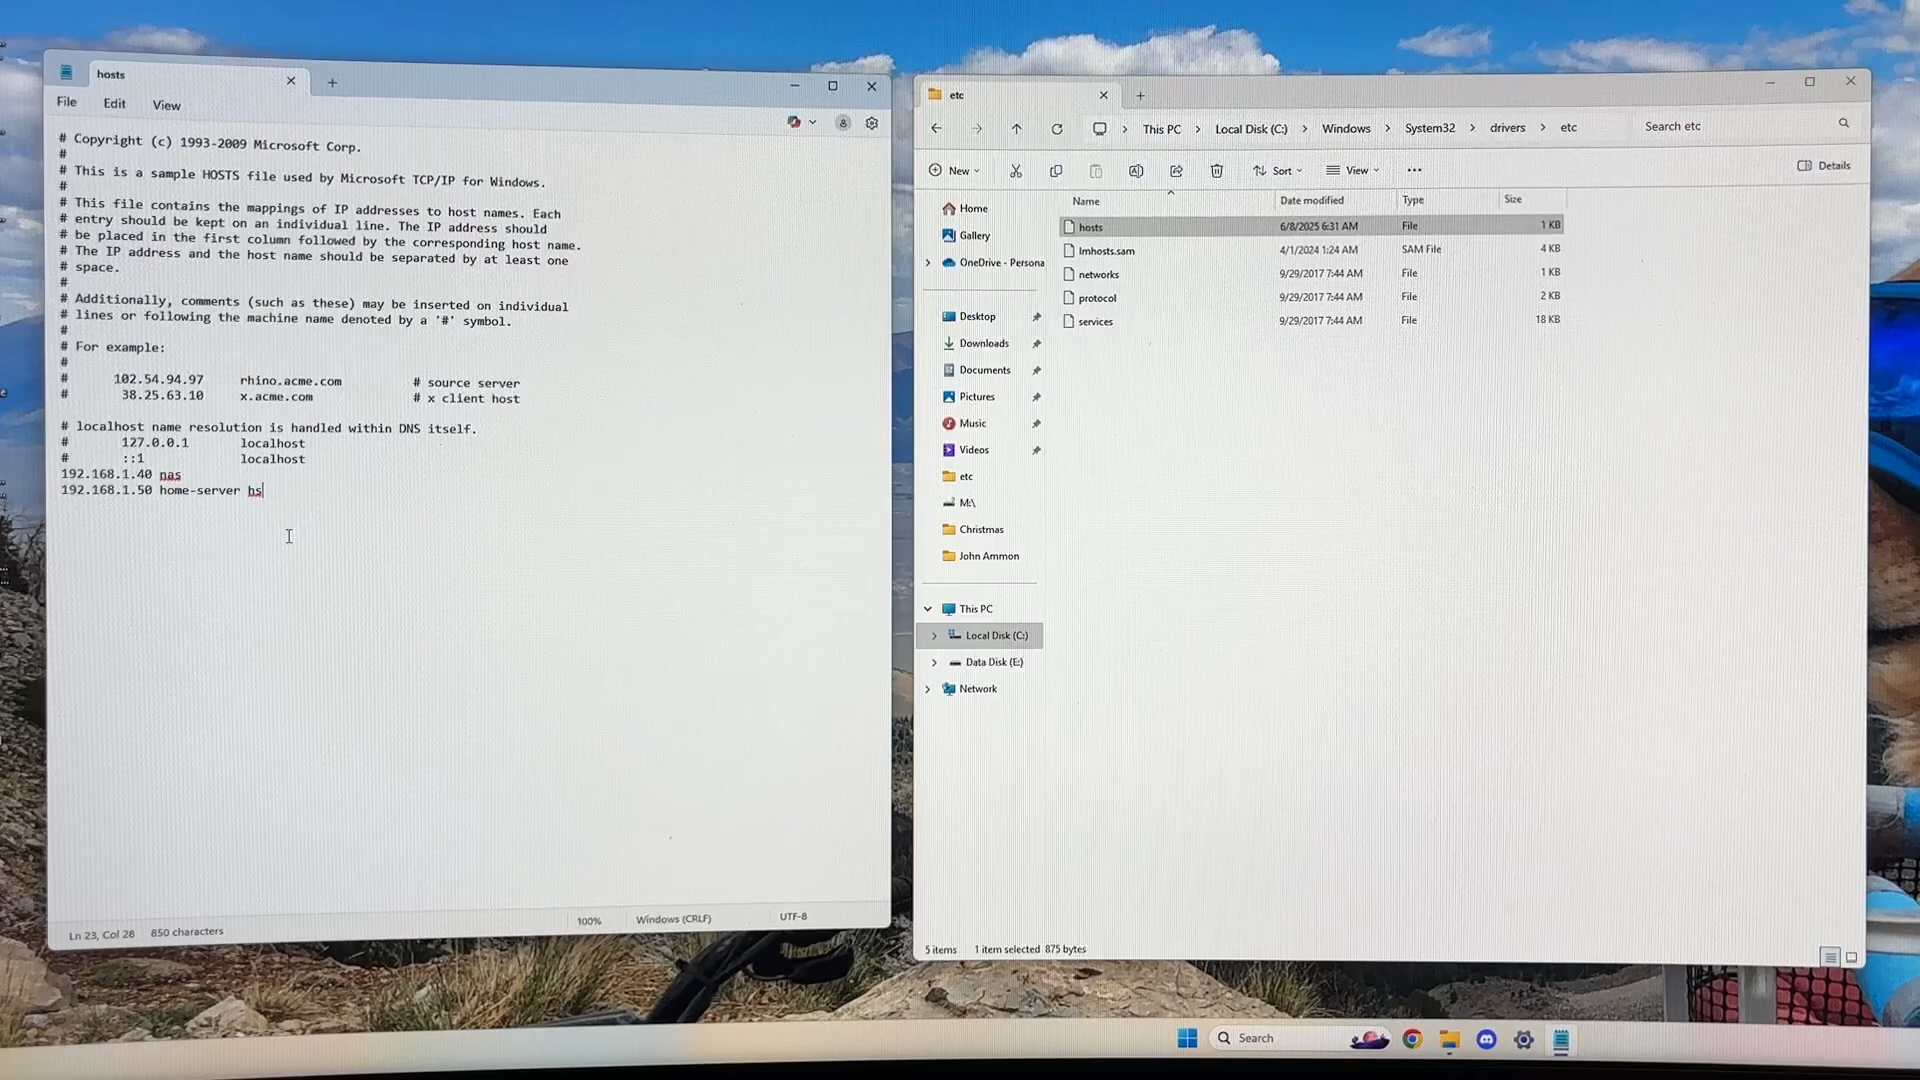 hosts
File Edit View
# Copyright (c) 1993-2009 Microsoft Corp.
#
# This is a sample HOSTS file used by Microsoft TCP/IP for Windows.
#
# This file contains the mappings of IP addresses to host names. Each
# entry should be kept on an individual line. The IP address should
# be placed in the first column followed by the corresponding host name.
# The IP address and the host name should be separated by at least one
# space.
#
# Additionally, comments (such as these) may be inserted on individual
# lines or following the machine name denoted by a '#' symbol.
#
# For example:
#
# 102.54.94.97 rhino.acme.com # source server
# 38.25.63.10 x.acme.com # x client host
# localhost name resolution is handled within DNS itself.
# 127.0.0.1 localhost
# ::1 localhost
192.168.1.40 nas
192.168.1.50 home-server hs
Ln 23, Col 28 850 characters 100% Windows (CRLF) UTF-8
etc
This PC > Local Disk (C:) > Windows > System32 > drivers > etc Search etc
New Sort View ... Details
Name Date modified Type Size
hosts 6/8/2025 6:31 AM File 1 KB
lmhosts.sam 4/1/2024 1:24 AM SAM File 4 KB
networks 9/29/2017 7:44 AM File 1 KB
protocol 9/29/2017 7:44 AM File 2 KB
services 9/29/2017 7:44 AM File 18 KB
Home
Gallery
OneDrive - Persona
Desktop
Downloads
Documents
Pictures
Music
Videos
etc
M:\
Christmas
John Ammon
This PC
Local Disk (C:)
Data Disk (E:)
Network
5 items 1 item selected 875 bytes
Search